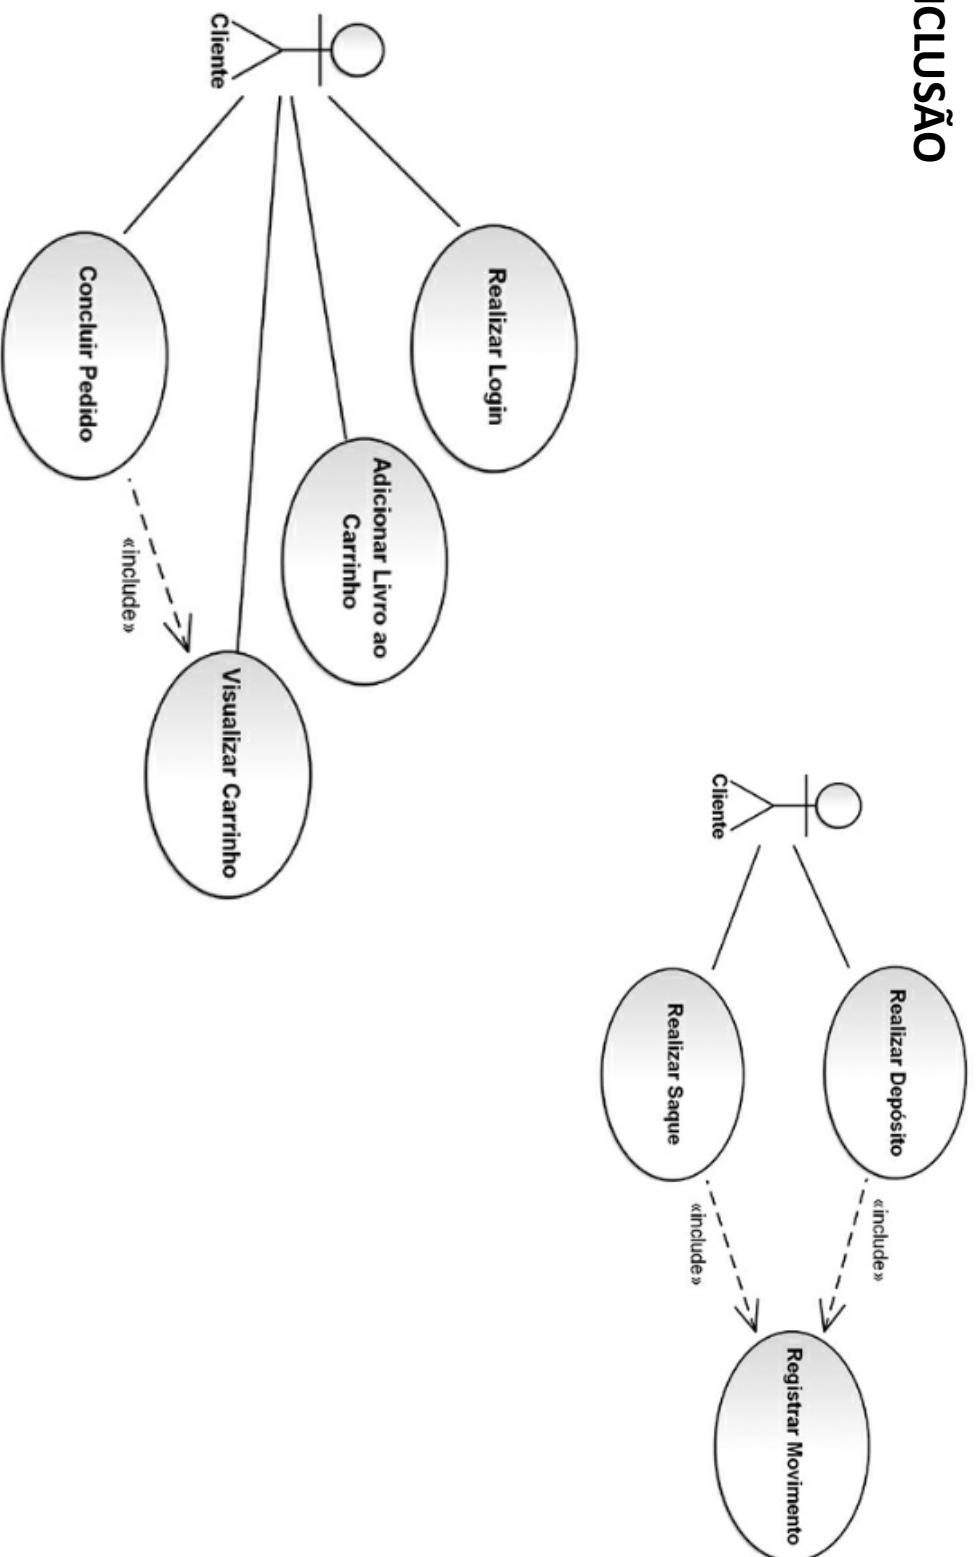 CLUSÃO
Cliente
Realizar Depósito
Realizar Saque
«include»
«include»
Registrar Movimento
Cliente
Realizar Login
Adicionar Livro ao
Carrinho
Visualizar Carrinho
Concluir Pedido
«include»